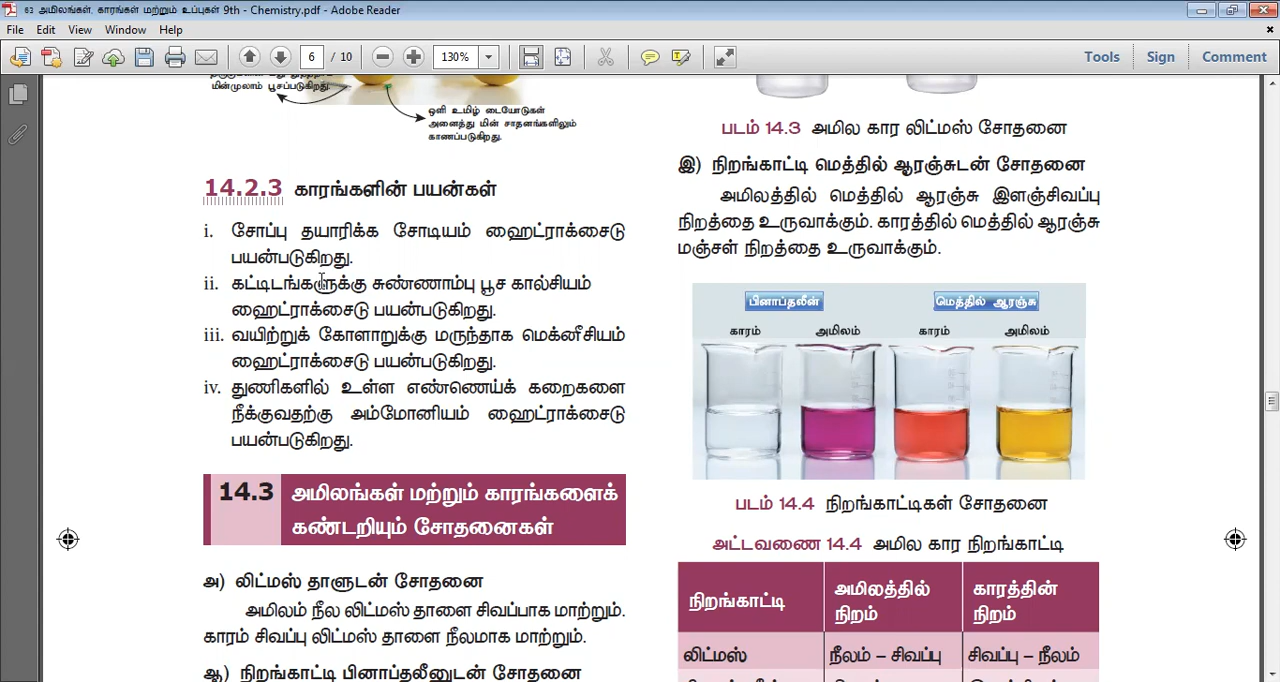 63 அமிலங்கள், காரங்கள் மற்றும் உப்புகள் 9th - Chemistry.pdf - Adobe Reader
File Edit View Window Help
6 / 10 130% Tools Sign Comment
மின்முலாம் பூசப்படுகிறது.
ஒளி உமிழ் டையோடுகள்
அனைத்து மின் சாதனங்களிலும்
காணப்படுகிறது.
14.2.3 காரங்களின் பயன்கள்
i. சோப்பு தயாரிக்க சோடியம் ஹைட்ராக்சைடு
பயன்படுகிறது.
ii. கட்டிடங்களுக்கு சுண்ணாம்பு பூச கால்சியம்
ஹைட்ராக்சைடு பயன்படுகிறது.
iii. வயிற்றுக் கோளாறுக்கு மருந்தாக மெக்னீசியம்
ஹைட்ராக்சைடு பயன்படுகிறது.
iv. துணிகளில் உள்ள எண்ணெய்க் கறைகளை
நீக்குவதற்கு அம்மோனியம் ஹைட்ராக்சைடு
பயன்படுகிறது.
14.3 அமிலங்கள் மற்றும் காரங்களைக்
கண்டறியும் சோதனைகள்
அ) லிட்மஸ் தாளுடன் சோதனை
அமிலம் நீல லிட்மஸ் தாளை சிவப்பாக மாற்றும்.
காரம் சிவப்பு லிட்மஸ் தாளை நீலமாக மாற்றும்.
ஆ) நிறங்காட்டி பினாப்தலீனுடன் சோதனை
படம் 14.3 அமில கார லிட்மஸ் சோதனை
இ) நிறங்காட்டி மெத்தில் ஆரஞ்சுடன் சோதனை
அமிலத்தில் மெத்தில் ஆரஞ்சு இளஞ்சிவப்பு
நிறத்தை உருவாக்கும். காரத்தில் மெத்தில் ஆரஞ்சு
மஞ்சள் நிறத்தை உருவாக்கும்.
பினாப்தலீன் மெத்தில் ஆரஞ்சு
காரம் அமிலம் காரம் அமிலம்
படம் 14.4 நிறங்காட்டிகள் சோதனை
அட்டவணை 14.4 அமில கார நிறங்காட்டி
நிறங்காட்டி அமிலத்தில் நிறம் காரத்தின் நிறம்
லிட்மஸ் நீலம் – சிவப்பு சிவப்பு – நீலம்